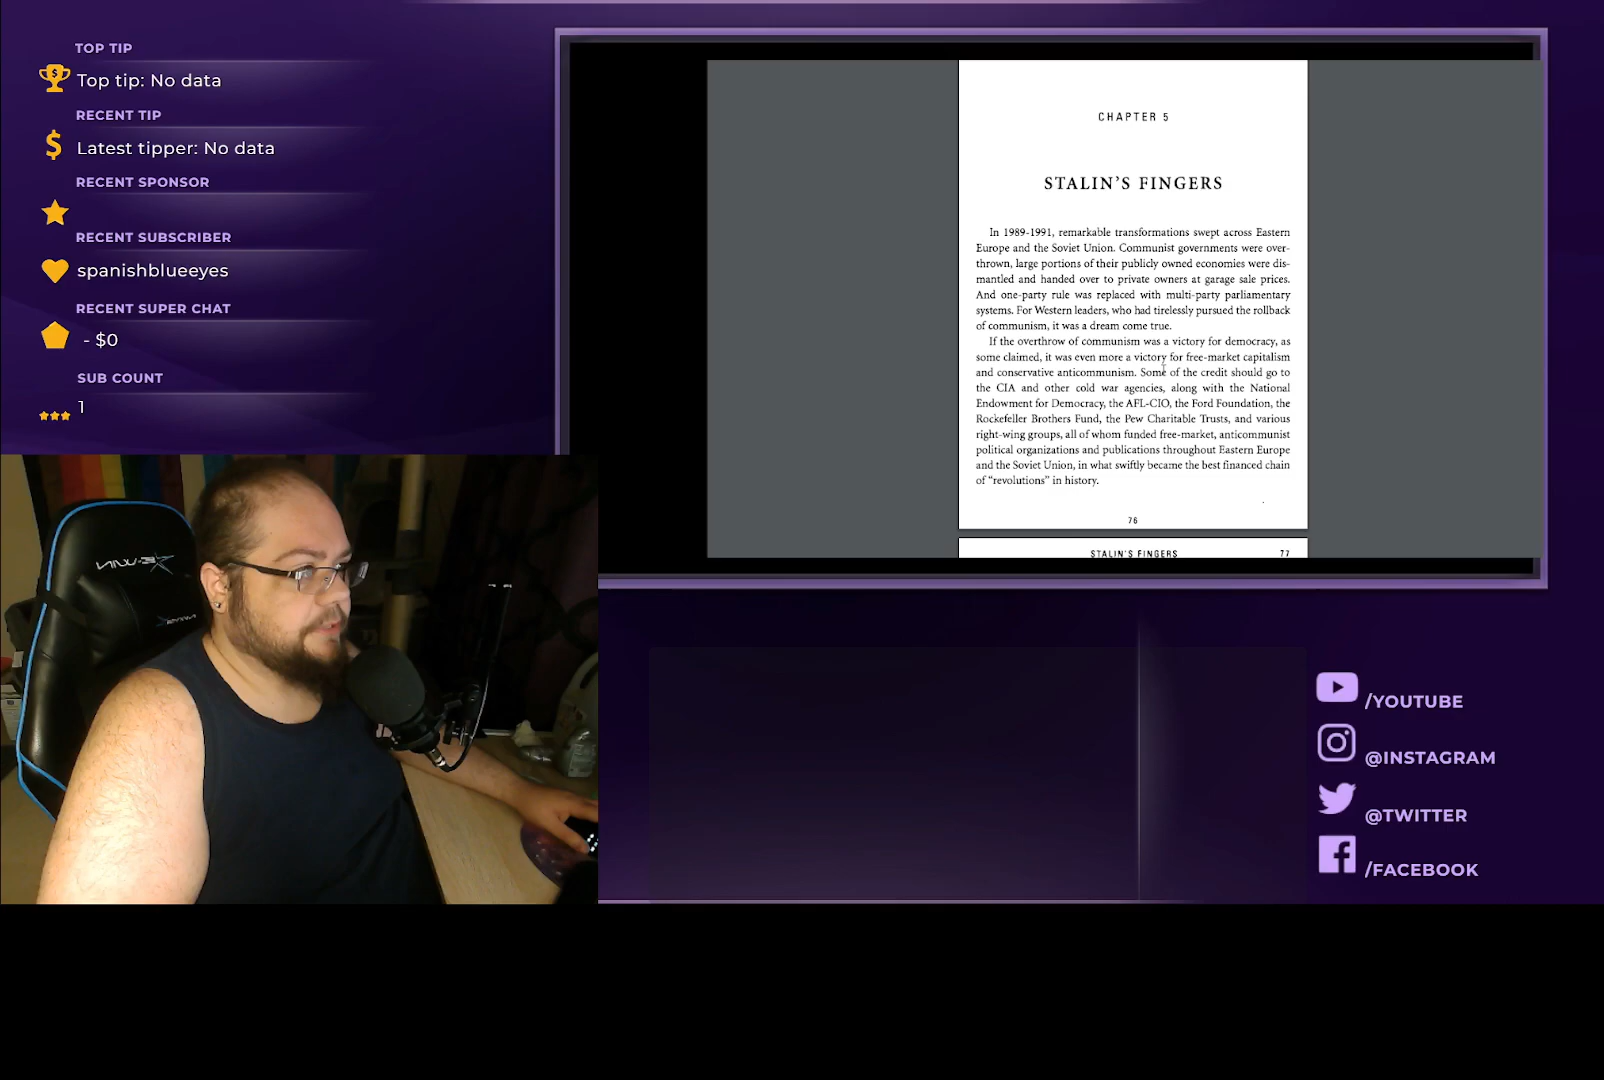 TOP TIP
Top tip: No data
RECENT TIP
Latest tipper: No data
RECENT SPONSOR
RECENT SUBSCRIBER
spanishblueeyes
RECENT SUPER CHAT
- $0
SUB COUNT
1
CHAPTER 5
STALIN'S FINGERS
In 1989-1991, remarkable transformations swept across Eastern
Europe and the Soviet Union. Communist governments were over-
thrown, large portions of their publicly owned economies were dis-
mantled and handed over to private owners at garage sale prices.
And one-party rule was replaced with multi-party parliamentary
systems. For Western leaders, who had tirelessly pursued the rollback
of communism, it was a dream come true.
If the overthrow of communism was a victory for democracy, as
some claimed, it was even more a victory for free-market capitalism
and conservative anticommunism. Some of the credit should go to
the CIA and other cold war agencies, along with the National
Endowment for Democracy, the AFL-CIO, the Ford Foundation, the
Rockefeller Brothers Fund, the Pew Charitable Trusts, and various
right-wing groups, all of whom funded free-market, anticommunist
political organizations and publications throughout Eastern Europe
and the Soviet Union, in what swiftly became the best financed chain
of “revolutions” in history.
76
STALIN'S FINGERS 77
/YOUTUBE
@INSTAGRAM
@TWITTER
/FACEBOOK